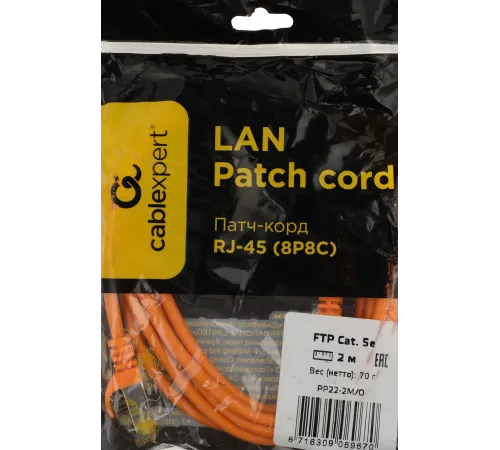 cablexpert®
LAN
Patch cord
Патч-корд
RJ-45 (8P8C)
FTP Cat. 5e
2 м
EAC
Вес (нетто): 70 г
PP22-2M/O
8 716309 069670